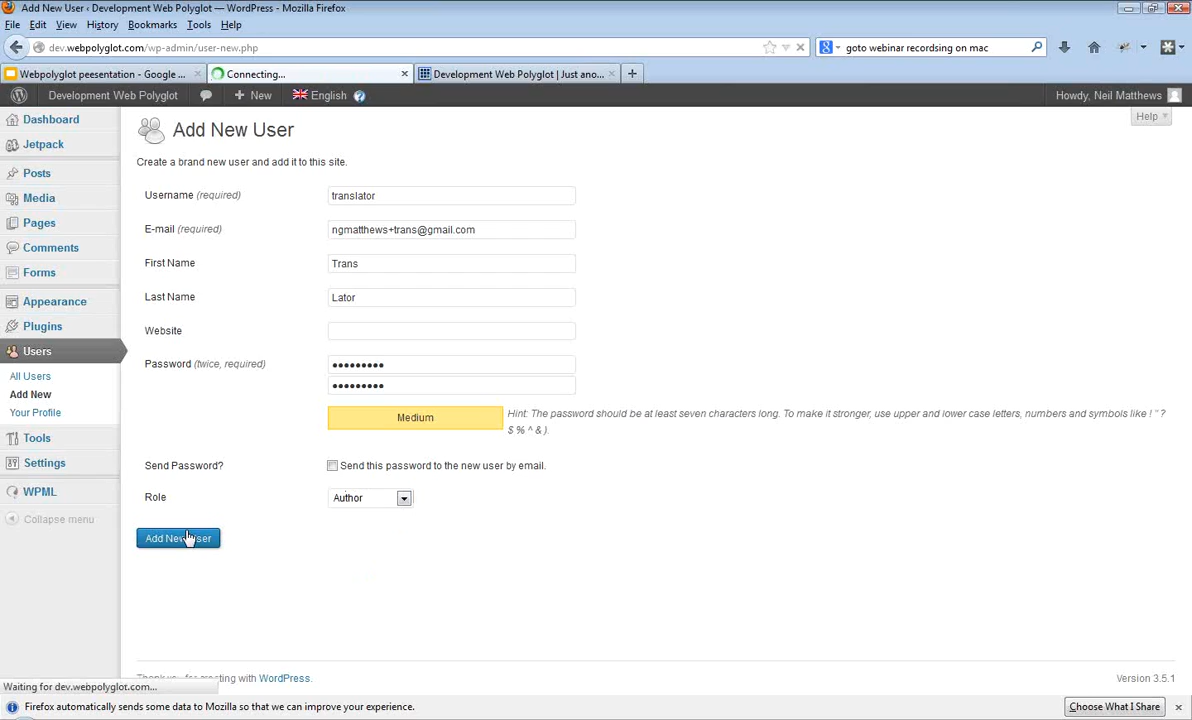 Add New User ‹ Development Web Polyglot — WordPress - Mozilla Firefox
File Edit View History Bookmarks Tools Help
dev.webpolyglot.com/wp-admin/user-new.php
goto webinar recordsing on mac
Webpolyglot peesentation - Google ...
Connecting...
Development Web Polyglot | Just ano...
Development Web Polyglot
New
English
Howdy, Neil Matthews
Help
Dashboard
Jetpack
Posts
Media
Pages
Comments
Forms
Appearance
Plugins
Users
All Users
Add New
Your Profile
Tools
Settings
WPML
Collapse menu
Add New User
Create a brand new user and add it to this site.
Username (required) translator
E-mail (required) ngmatthews+trans@gmail.com
First Name Trans
Last Name Lator
Website
Password (twice, required) •••••••••
•••••••••
Medium
Hint: The password should be at least seven characters long. To make it stronger, use upper and lower case letters, numbers and symbols like ! " ?
$ % ^ & ).
Send Password? Send this password to the new user by email.
Role Author
Add New User
with WordPress.
Version 3.5.1
Waiting for dev.webpolyglot.com...
Firefox automatically sends some data to Mozilla so that we can improve your experience.
Choose What I Share